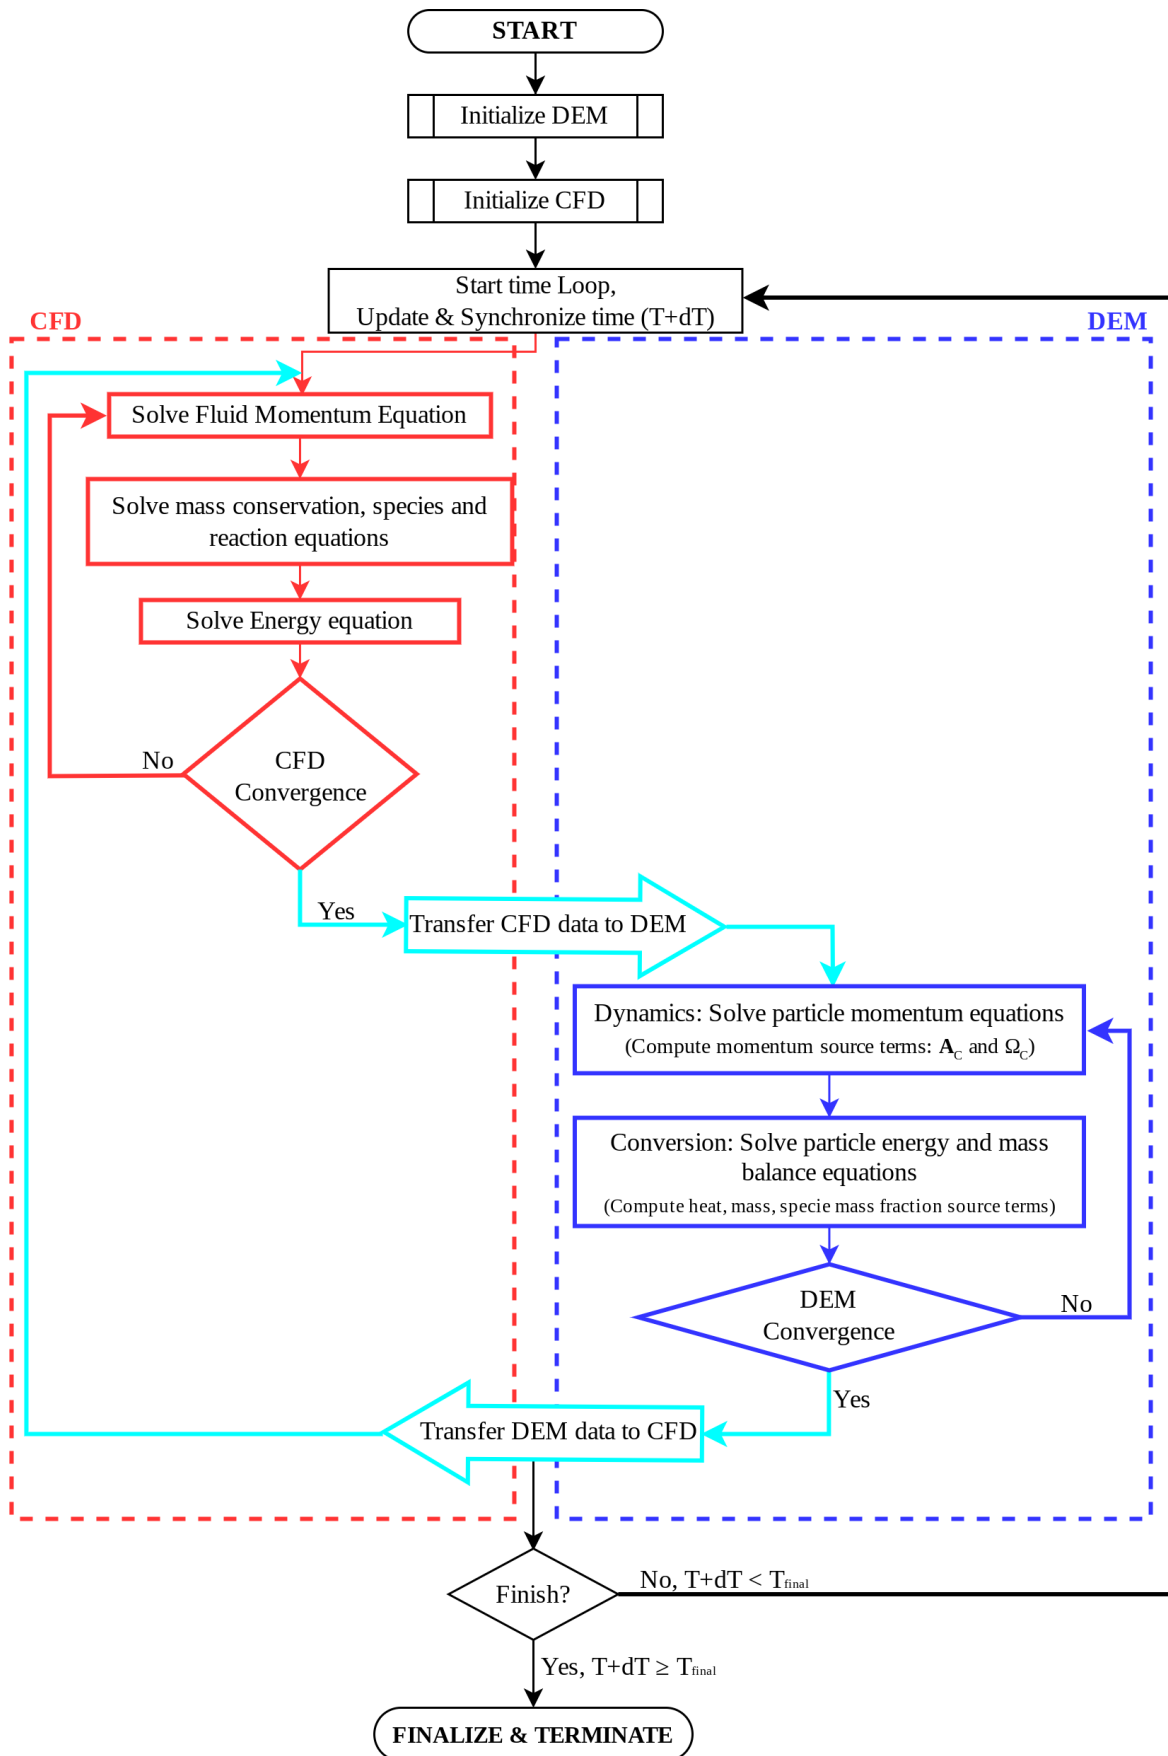 START
Initialize DEM
Initialize CFD
Start time Loop,
Update & Synchronize time (T+dT)
CFD
DEM
Solve Fluid Momentum Equation
Solve mass conservation, species and
reaction equations
Solve Energy equation
No
CFD
Convergence
Yes
Transfer CFD data to DEM
Dynamics: Solve particle momentum equations
(Compute momentum source terms: A_C and Ω_C)
Conversion: Solve particle energy and mass
balance equations
(Compute heat, mass, specie mass fraction source terms)
DEM
Convergence
No
Yes
Transfer DEM data to CFD
Finish?
No, T+dT < T_final
Yes, T+dT ≥ T_final
FINALIZE & TERMINATE